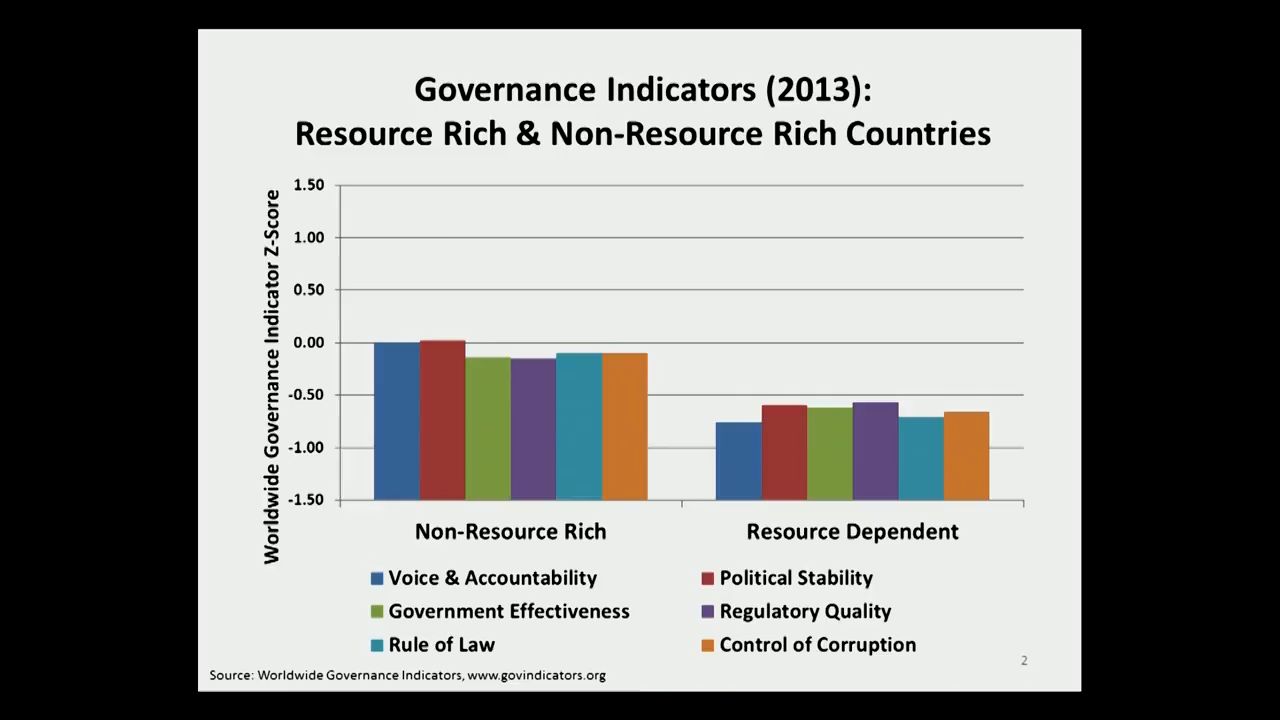 Governance Indicators (2013):
Resource Rich & Non-Resource Rich Countries
Worldwide Governance Indicator Z-Score
1.50
1.00
0.50
0.00
-0.50
-1.00
-1.50
Non-Resource Rich
Resource Dependent
Voice & Accountability
Political Stability
Government Effectiveness
Regulatory Quality
Rule of Law
Control of Corruption
2
Source: Worldwide Governance Indicators, www.govindicators.org